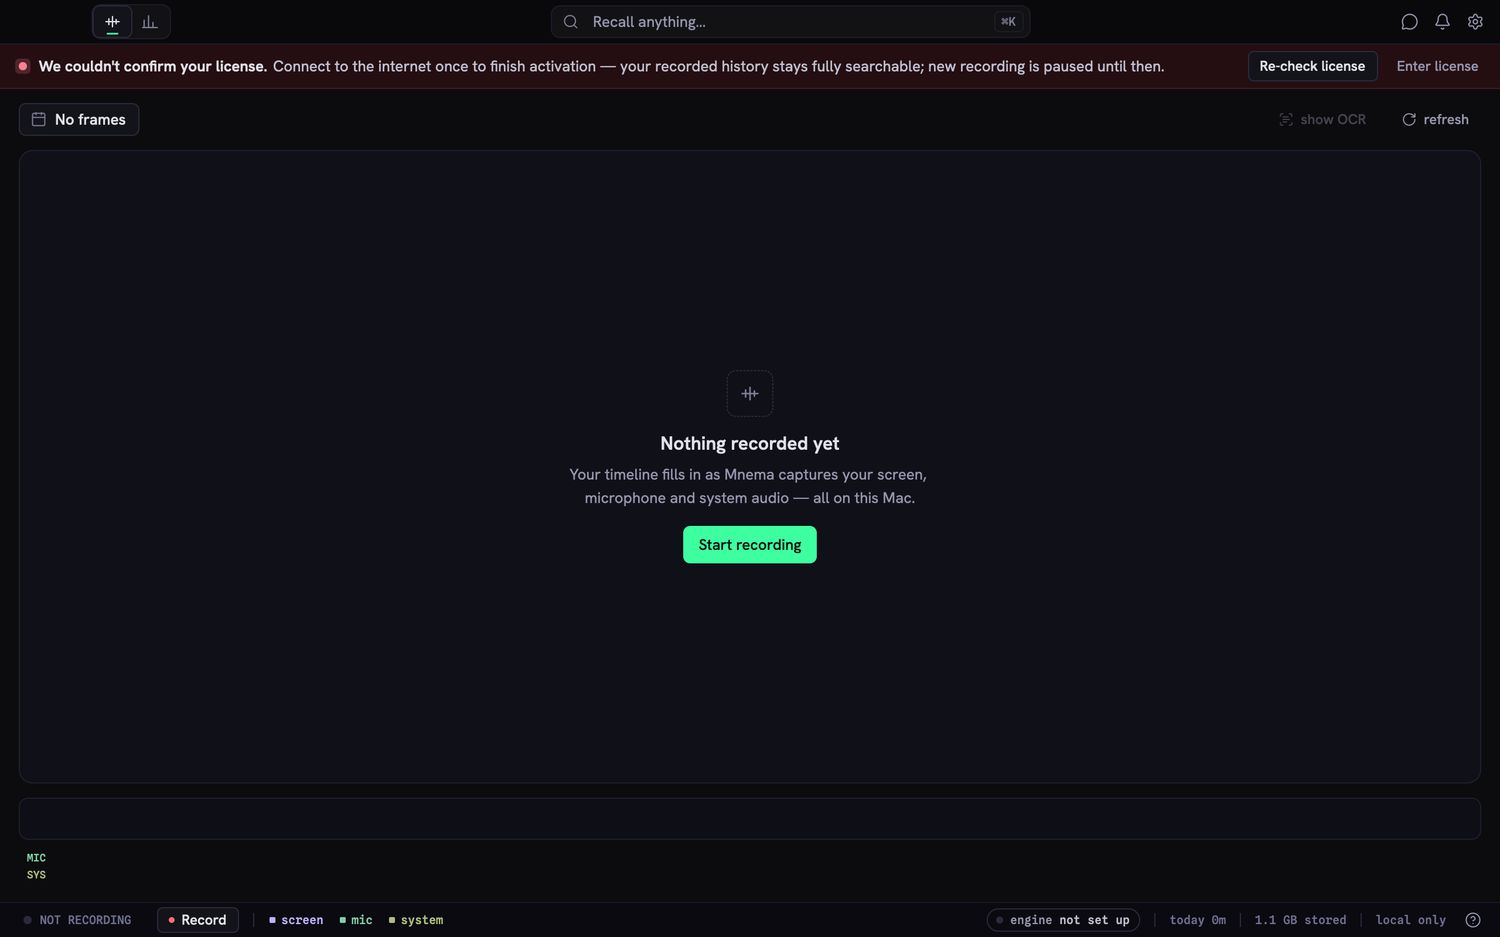 Recall anything...
⌘K
We couldn't confirm your license. Connect to the internet once to finish activation — your recorded history stays fully searchable; new recording is paused until then.
Re-check license
Enter license
No frames
show OCR
refresh
Nothing recorded yet
Your timeline fills in as Mnema captures your screen,
microphone and system audio — all on this Mac.
Start recording
MIC
SYS
NOT RECORDING
Record
screen
mic
system
engine not set up
today 0m
1.1 GB stored
local only